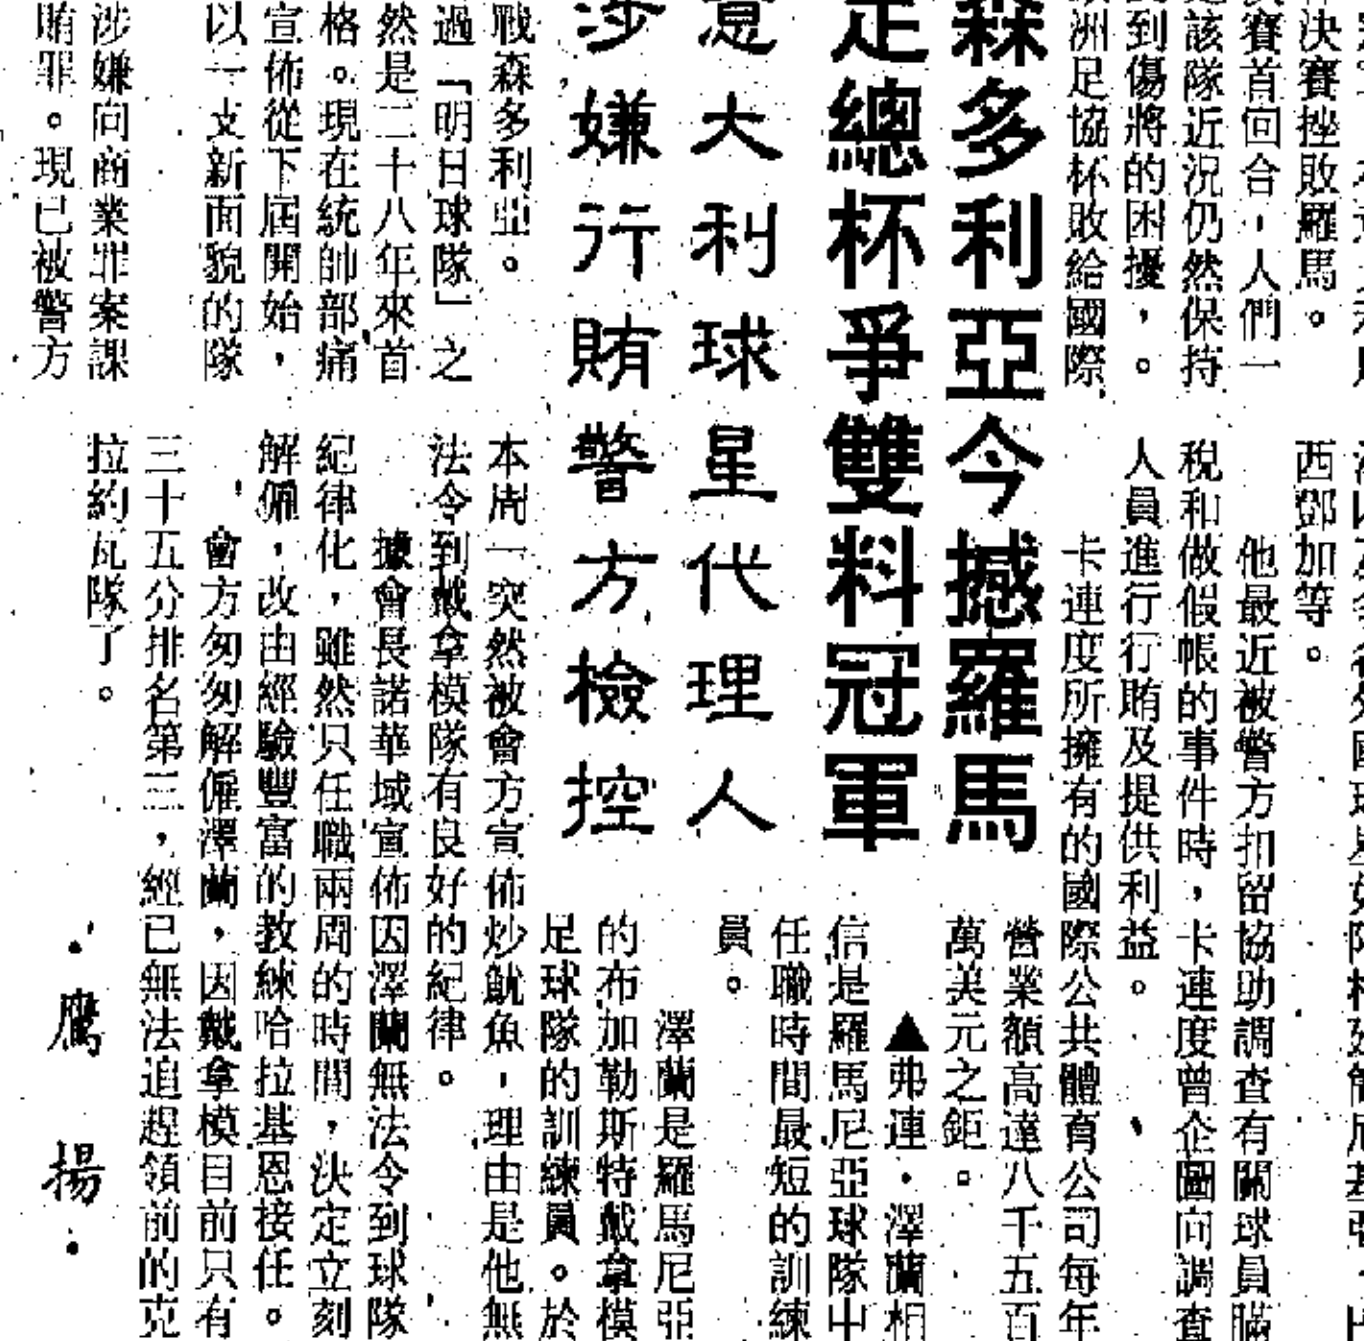 決賽挫敗羅馬。
賽首回合，人們一
該隊近況仍然保持
到傷將的困擾，。
洲足協杯敗給國際
森多利亞今撼羅馬
足總杯爭雙料冠軍
意大利球星代理人
涉嫌行賄警方檢控
戰森多利亞。
過「明日球隊」之
然是二十八年來首
格。現在統帥部痛
宣佈從下屆開始，
以一支新面貌的隊
涉嫌向商業罪案課
賄罪。現已被警方
西鄧加等。
他最近被警方扣留協助調查有關球員瞞
稅和做假帳的事件時，卡連度曾企圖向調查
人員進行行賄及提供利益。
卡連度所擁有的國際公共體育公司每年
營業額高達八千五百
萬美元之鉅。
▲弗連·澤蘭相
信是羅馬尼亞球隊中
任職時間最短的訓練
員。
澤蘭是羅馬尼亞
的布加勒斯特戴拿模
足球隊的訓練員。於
本周一突然被會方宣佈炒魷魚，理由是他無
法令到戴拿模隊有良好的紀律。
據會長諾華域宣佈因澤蘭無法令到球隊
紀律化，雖然只任職兩周的時間，決定立刻
解僱，改由經驗豐富的教練哈拉基恩接任。
會方匆匆解僱澤蘭，因戴拿模目前只有
三十五分排名第三，經已無法追趕領前的克
拉約瓦隊了。
·鷹揚·